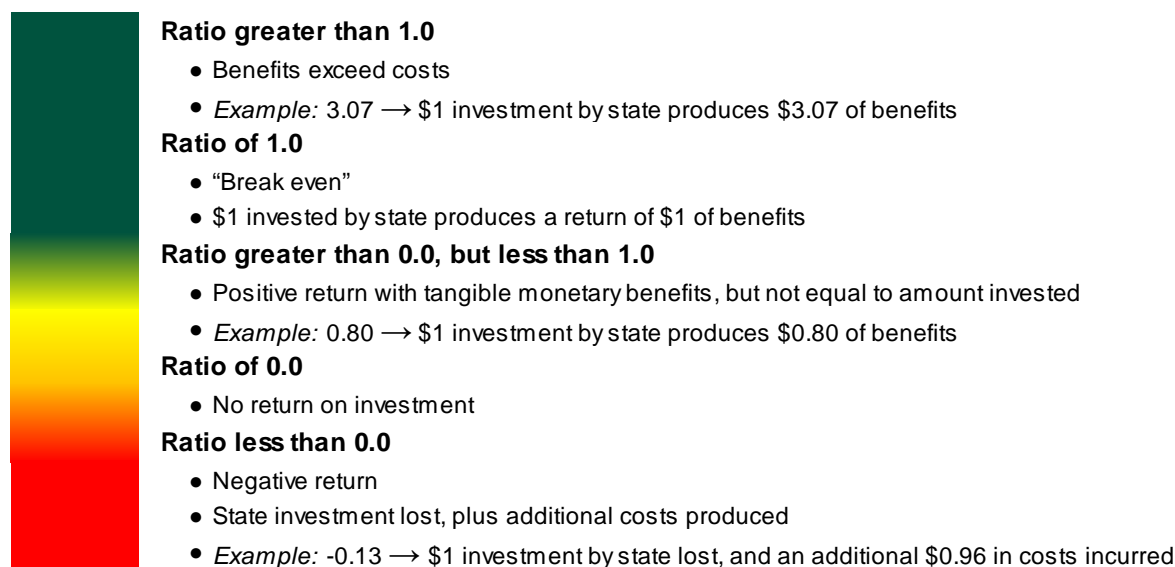 Ratio greater than 1.0
● Benefits exceed costs
● Example: 3.07 → $1 investment by state produces $3.07 of benefits
Ratio of 1.0
● “Break even”
● $1 invested by state produces a return of $1 of benefits
Ratio greater than 0.0, but less than 1.0
● Positive return with tangible monetary benefits, but not equal to amount invested
● Example: 0.80 → $1 investment by state produces $0.80 of benefits
Ratio of 0.0
● No return on investment
Ratio less than 0.0
● Negative return
● State investment lost, plus additional costs produced
● Example: -0.13 → $1 investment by state lost, and an additional $0.96 in costs incurred